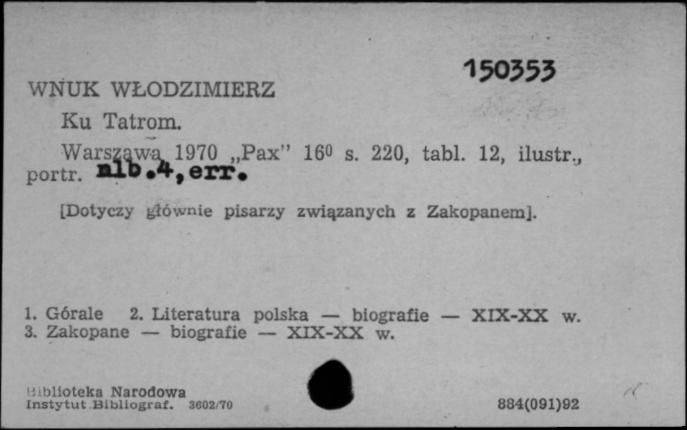 150353
WNUK WŁODZIMIERZ
Ku Tatrom.
Warszawa 1970 „Pax” 16⁰ s. 220, tabl. 12, ilustr.,
portr. nlb.4,err.
[Dotyczy głównie pisarzy związanych z Zakopanem].
1. Górale 2. Literatura polska — biografie — XIX-XX w.
3. Zakopane — biografie — XIX-XX w.
Biblioteka Narodowa
Instytut Bibliograf. 3602/70 884(091)92